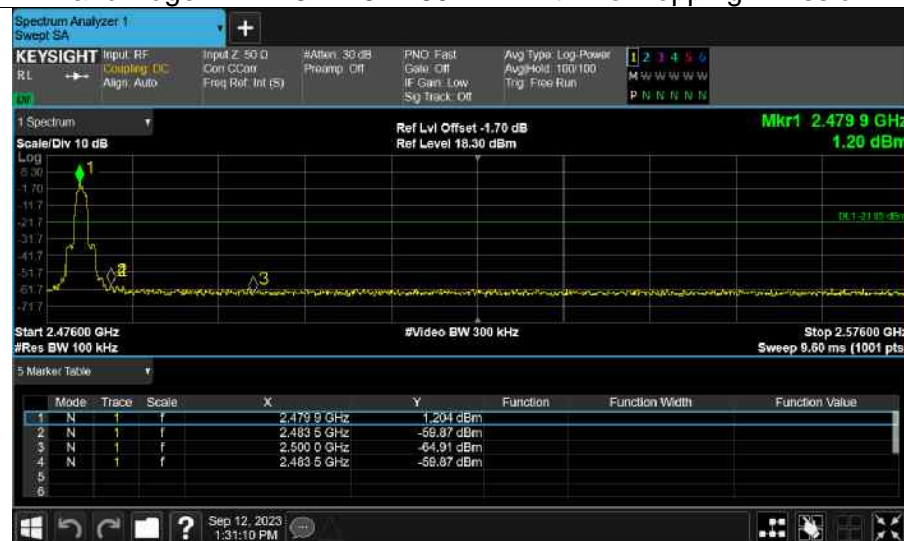 Spectrum Analyzer 1
Swept SA
KEYSIGHT
RL
Input: RF
Coupling: DC
Align: Auto
Input Z: 50 Ω
Corr CCorr
Freq Ref: Int (S)
#Atten: 30 dB
Preamp: Off
PNO: Fast
Gate: Off
IF Gain: Low
Sig Track: Off
Avg Type: Log-Power
Avg|Hold: 100/100
Trig: Free Run
1 2 3 4 5 6
M W W W W W
P N N N N N
1 Spectrum
Scale/Div 10 dB
Ref Lvl Offset -1.70 dB
Ref Level 18.30 dBm
Mkr1 2.479 9 GHz
1.20 dBm
Log
8.30
-1.70
-11.7
-21.7
-31.7
-41.7
-51.7
-61.7
-71.7
1
2
3
Start 2.47600 GHz
#Res BW 100 kHz
#Video BW 300 kHz
Stop 2.57600 GHz
Sweep 9.60 ms (1001 pts
5 Marker Table
Mode Trace Scale X Y Function Function Width Function Value
1 N 1 f 2.479 9 GHz 1.204 dBm
2 N 1 f 2.483 5 GHz -59.87 dBm
3 N 1 f 2.500 0 GHz -64.91 dBm
4 N 1 f 2.483 5 GHz -59.87 dBm
5
6
?
Sep 12, 2023
1:31:10 PM